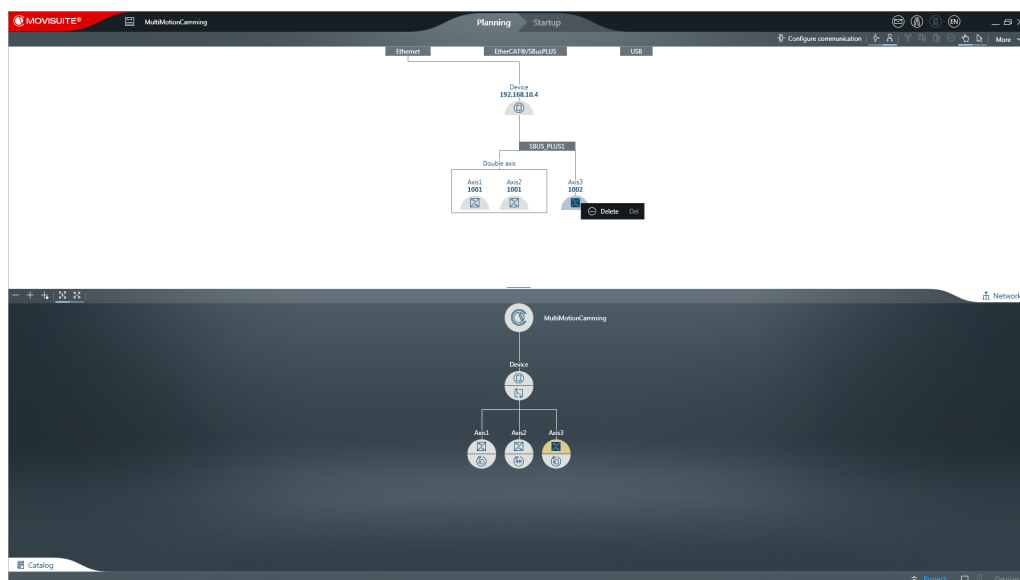 MOVISUITE® MultiMotionCamming Planning Startup EN
Configure communication More
Ethernet EtherCAT®/SBusPLUS USB
Device
192.168.10.4
SBUS_PLUS1
Double axis
Axis1 Axis2 Axis3
1001 1001 1002
Delete Del
Network
MultiMotionCamming
Device
Axis1 Axis2 Axis3
Catalog
Project Devices